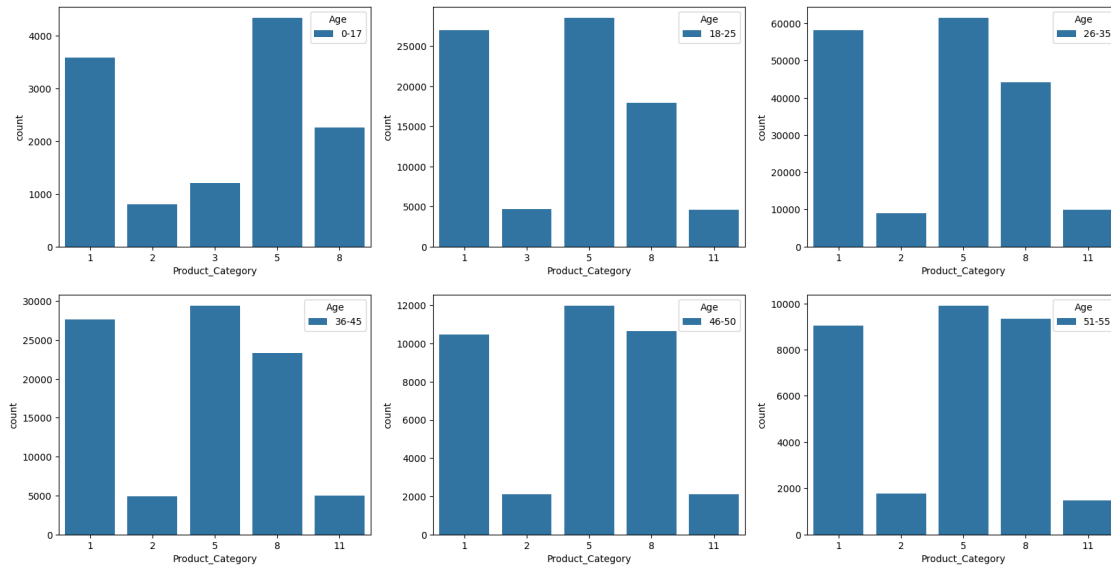 Age
0-17
4000
3000
2000
1000
0
count
1 2 3 5 8
Product_Category
Age
18-25
25000
20000
15000
10000
5000
0
count
1 3 5 8 11
Product_Category
Age
26-35
60000
50000
40000
30000
20000
10000
0
count
1 2 5 8 11
Product_Category
Age
36-45
30000
25000
20000
15000
10000
5000
0
count
1 2 5 8 11
Product_Category
Age
46-50
12000
10000
8000
6000
4000
2000
0
count
1 2 5 8 11
Product_Category
Age
51-55
10000
8000
6000
4000
2000
0
count
1 2 5 8 11
Product_Category